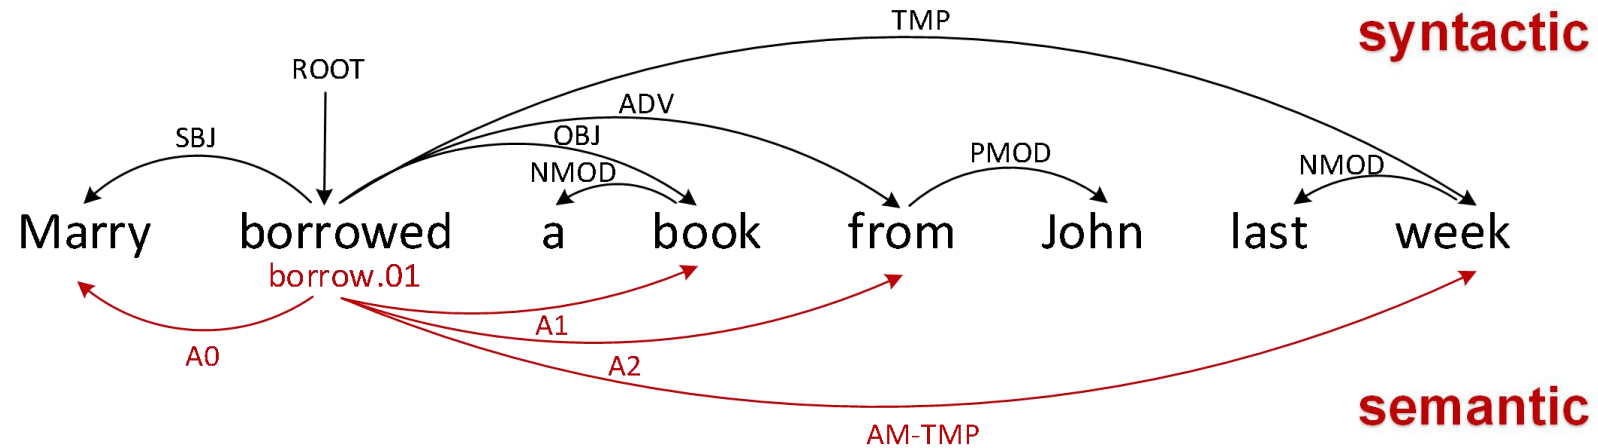 TMP
syntactic
ROOT
ADV
SBJ
OBJ
PMOD
NMOD
NMOD
Marry borrowed a book from John last week
borrow.01
A1
A0
A2
semantic
AM-TMP